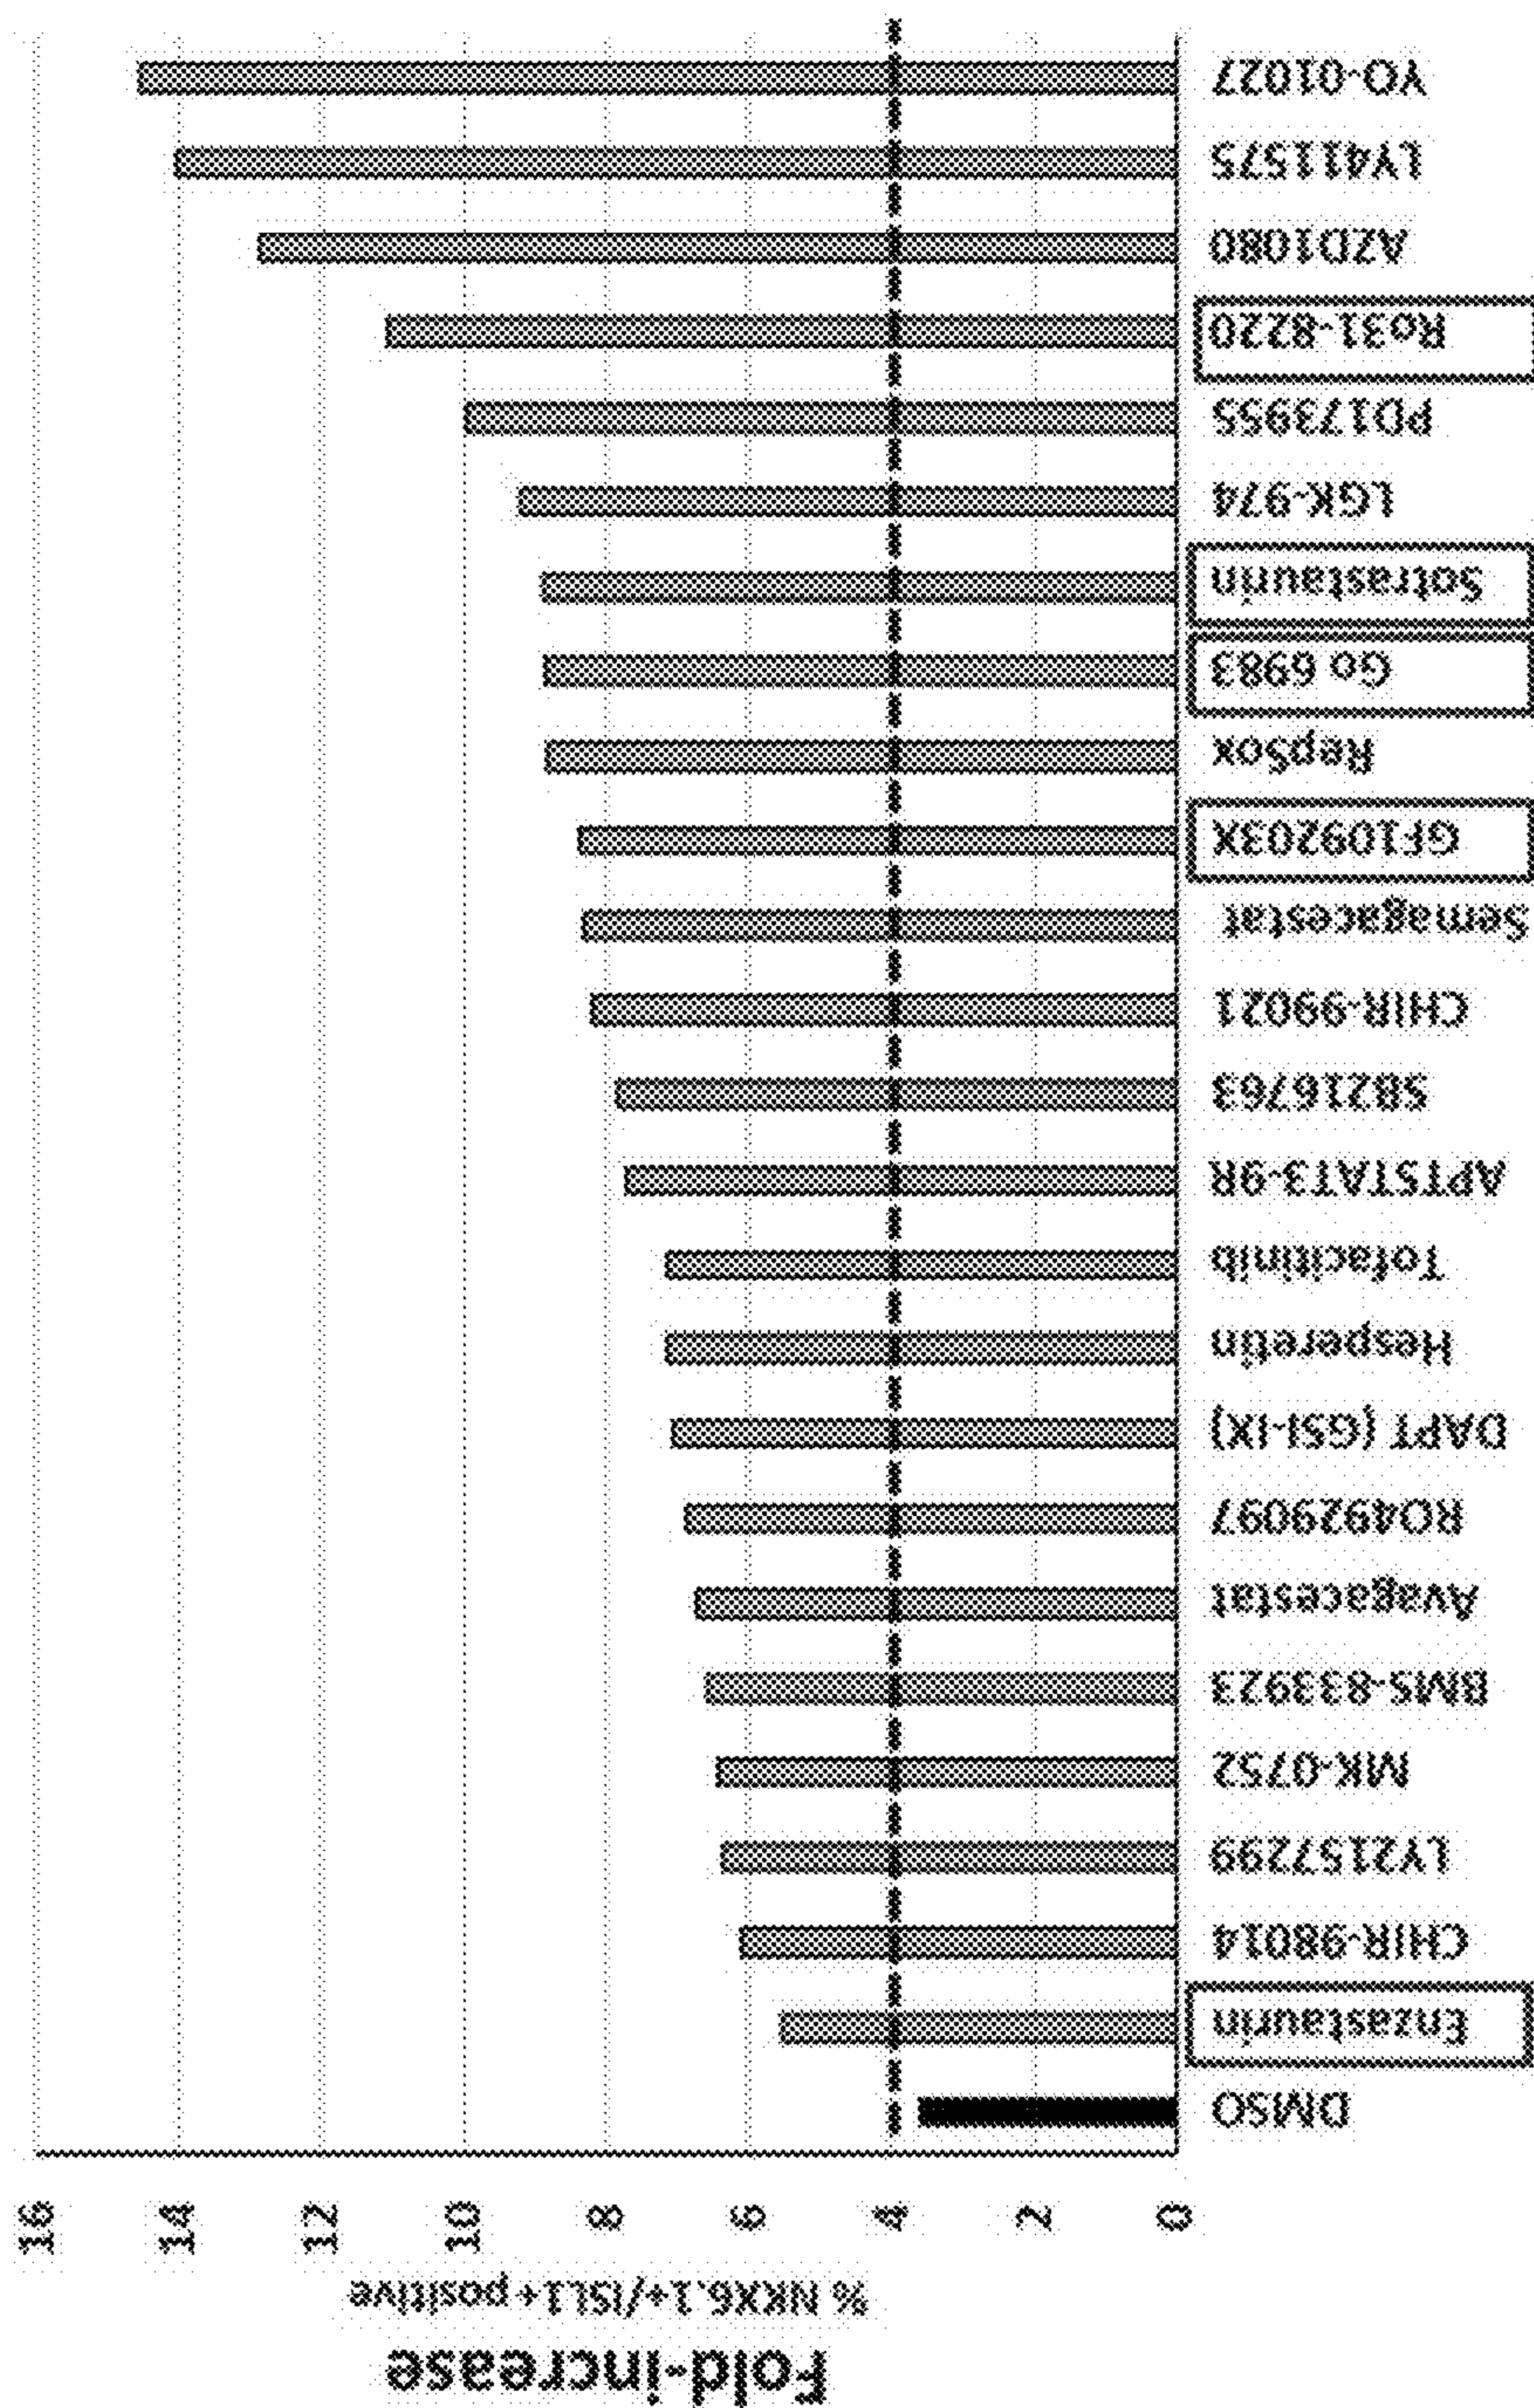 Fold-increase
% NKX6.1+/ISL1+positive
16
14
12
10
8
6
4
2
0
DMSO
Enzastaurin
CHIR-98014
LY2157299
MK-0752
BMS-833923
Avagacestat
RO4929097
DAPT (GSI-IX)
Hesperetin
Tofacitinib
APTSTAT3-9R
SB216763
CHIR-99021
Semagacestat
GF109203X
RepSox
Go 6983
Sotrastaurin
LGK-974
PD173955
Ro31-8220
AZD1080
LY411575
YO-01027